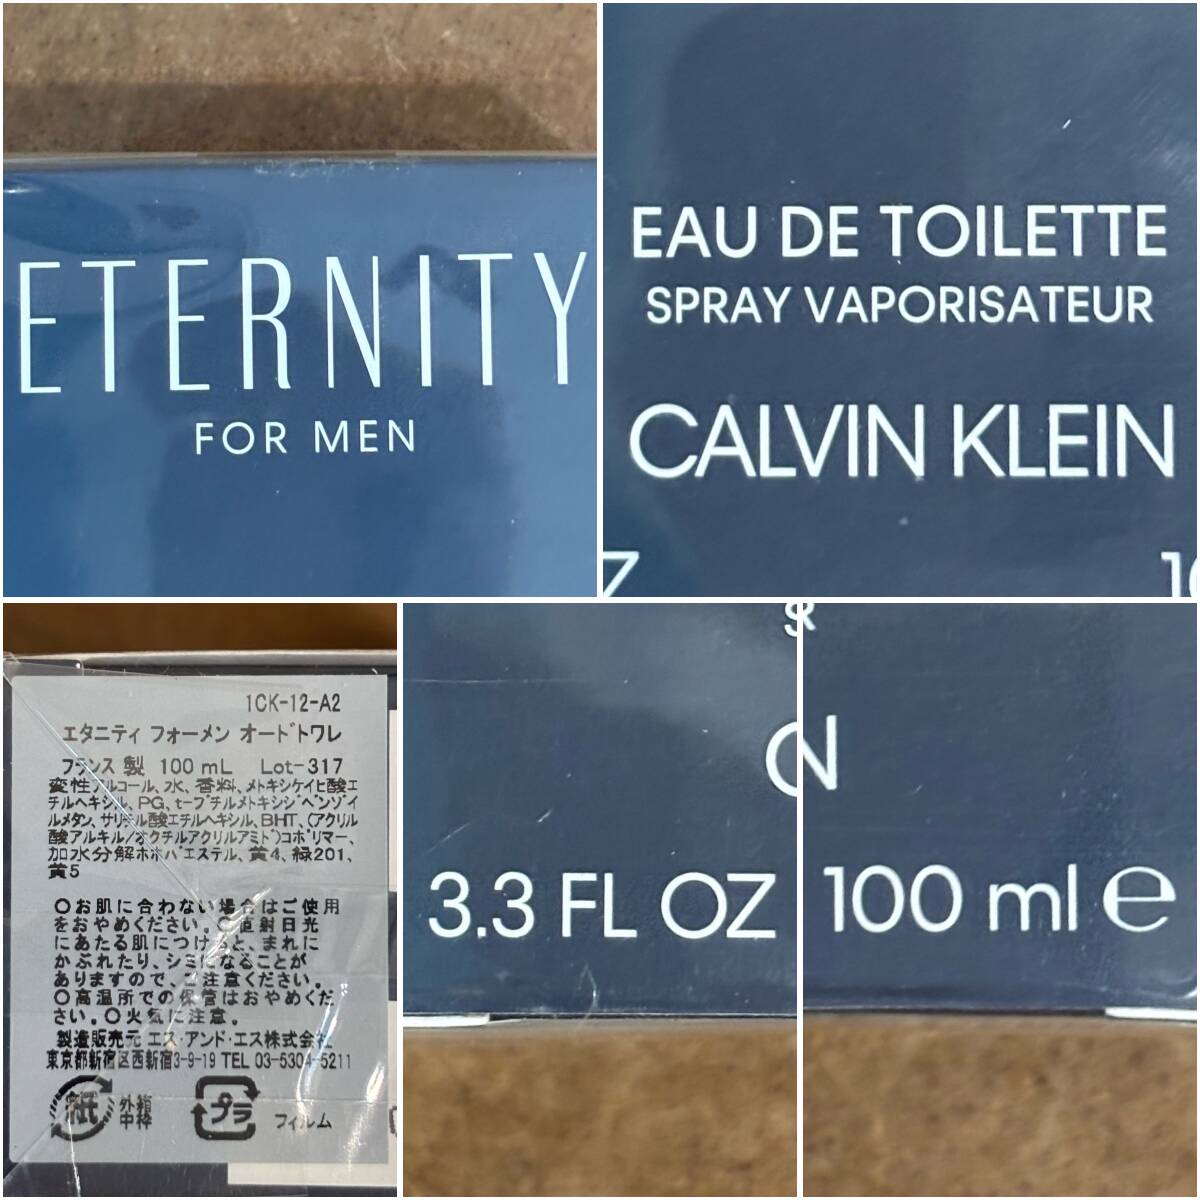 ETERNITY
FOR MEN
EAU DE TOILETTE
SPRAY VAPORISATEUR
CALVIN KLEIN
1CK-12-A2
エタニティ フォーメン オードトワレ
フランス製 100 mL Lot-317
変性アルコール、水、香料、メトキシケイヒ酸エ
チルヘキシル、PG、t-ブチルメトキシジベンゾイ
ルメタン、サリチル酸エチルヘキシル、BHT、(アクリル
酸アルキル/オクチルアクリルアミド)コポリマー、
加水分解ホホバエステル、黄4、緑201、
黄5
○お肌に合わない場合はご使用
をおやめください。○直射日光
にあたる肌につけると、まれに
かぶれたり、シミになることが
ありますので、ご注意ください。
○高温所での保管はおやめくだ
さい。○火気に注意。
製造販売元 エス・アンド・エス株式会社
東京都新宿区西新宿3-9-19 TEL 03-5304-5211
紙 外箱
中枠
プラ フィルム
3.3 FL OZ
100 ml e